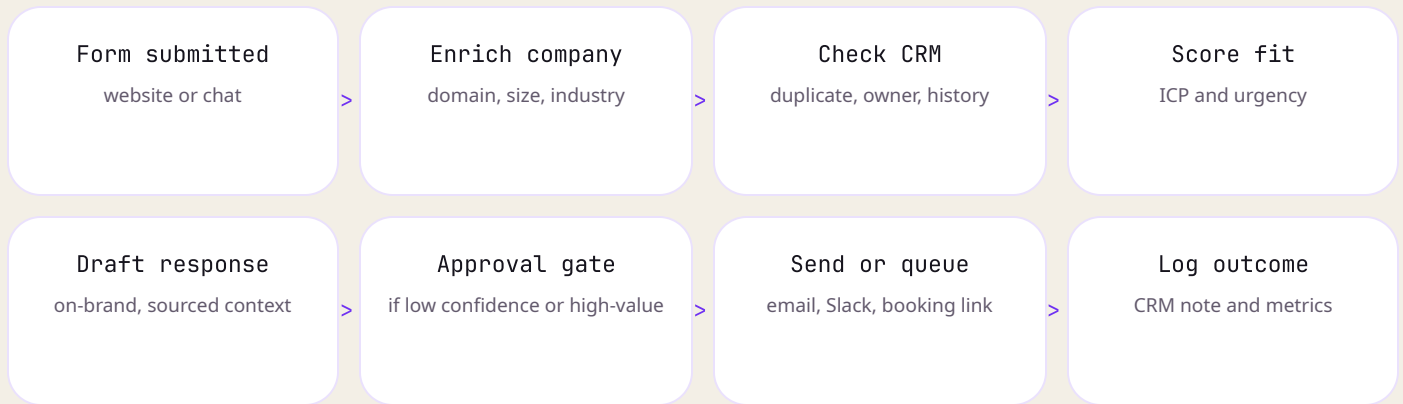 Form submitted
website or chat
>
Enrich company
domain, size, industry
>
Check CRM
duplicate, owner, history
>
Score fit
ICP and urgency
Draft response
on-brand, sourced context
>
Approval gate
if low confidence or high-value
>
Send or queue
email, Slack, booking link
>
Log outcome
CRM note and metrics